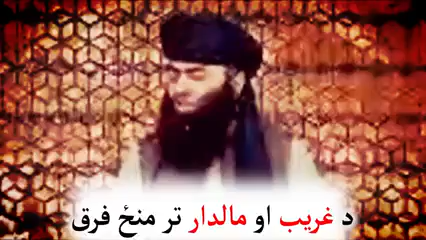 د غریب او مالدار تر منځ فرق